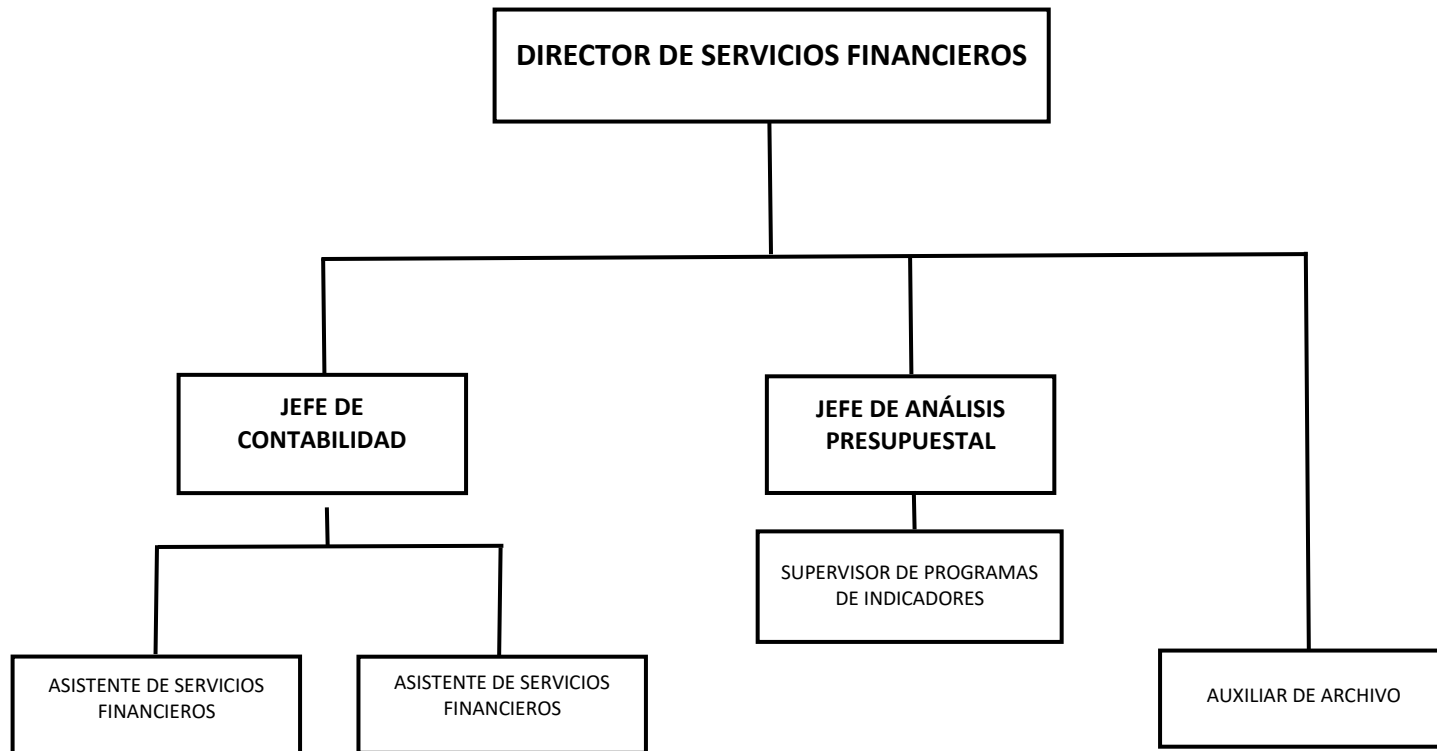 DIRECTOR DE SERVICIOS FINANCIEROS
JEFE DE
CONTABILIDAD
JEFE DE ANÁLISIS
PRESUPUESTAL
SUPERVISOR DE PROGRAMAS
DE INDICADORES
ASISTENTE DE SERVICIOS
FINANCIEROS
ASISTENTE DE SERVICIOS
FINANCIEROS
AUXILIAR DE ARCHIVO